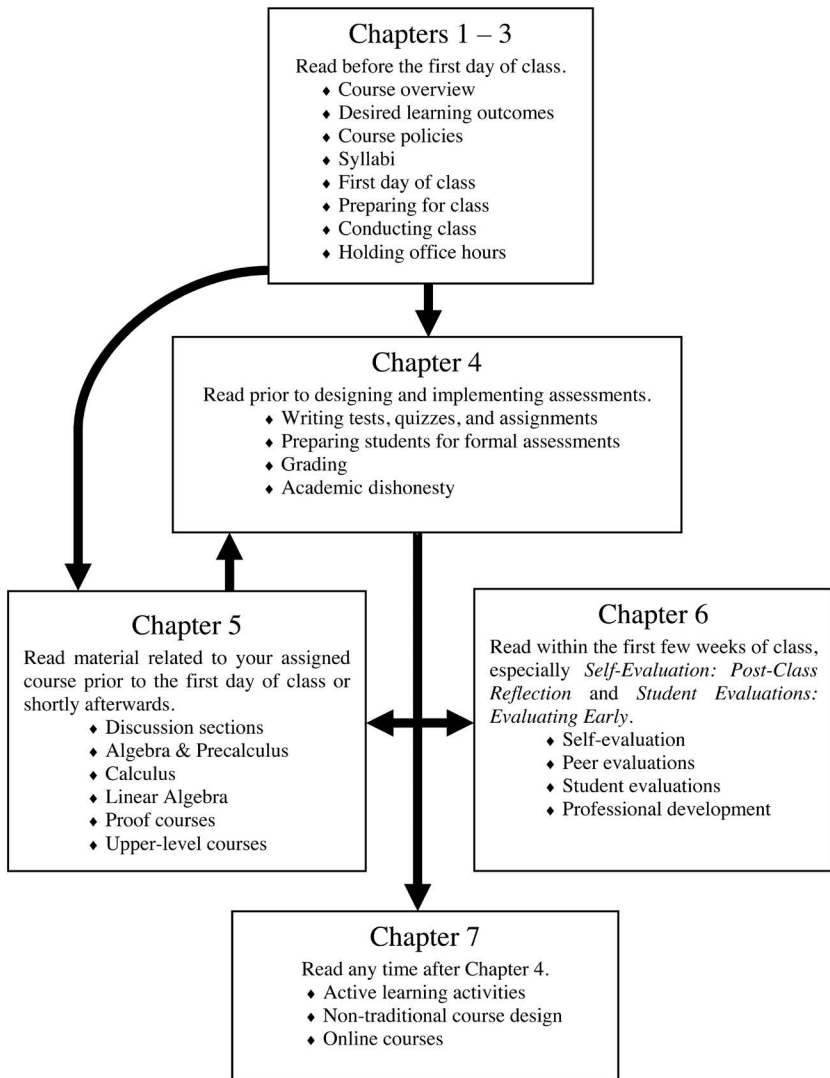 Chapters 1 – 3
Read before the first day of class.
♦ Course overview
♦ Desired learning outcomes
♦ Course policies
♦ Syllabi
♦ First day of class
♦ Preparing for class
♦ Conducting class
♦ Holding office hours
Chapter 4
Read prior to designing and implementing assessments.
♦ Writing tests, quizzes, and assignments
♦ Preparing students for formal assessments
♦ Grading
♦ Academic dishonesty
Chapter 5
Read material related to your assigned
course prior to the first day of class or
shortly afterwards.
♦ Discussion sections
♦ Algebra & Precalculus
♦ Calculus
♦ Linear Algebra
♦ Proof courses
♦ Upper-level courses
Chapter 6
Read within the first few weeks of class,
especially Self-Evaluation: Post-Class
Reflection and Student Evaluations:
Evaluating Early.
♦ Self-evaluation
♦ Peer evaluations
♦ Student evaluations
♦ Professional development
Chapter 7
Read any time after Chapter 4.
♦ Active learning activities
♦ Non-traditional course design
♦ Online courses